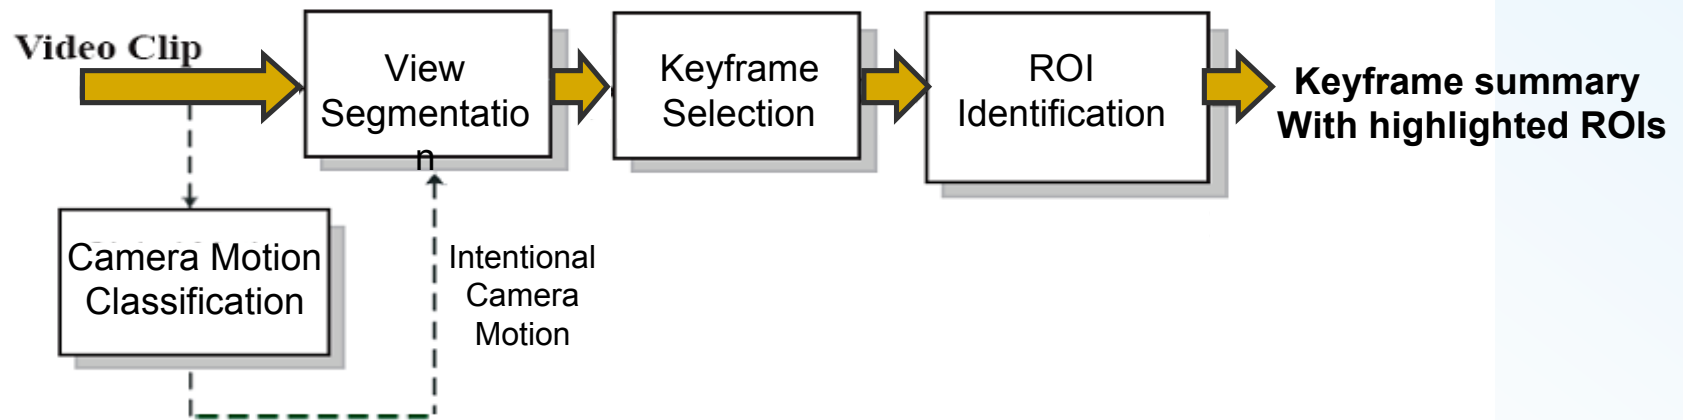 Video Clip
View
Segmentatio
n
Keyframe
Selection
ROI
Identification
Keyframe summary
With highlighted ROIs
Camera Motion
Classification
Intentional
Camera
Motion